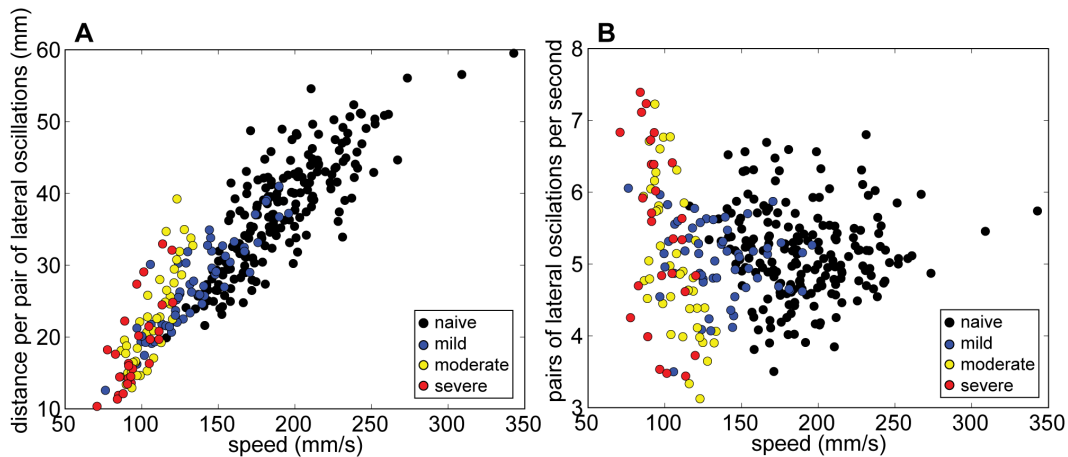 A
distance per pair of lateral oscillations (mm)
60
50
40
30
20
10
50 100 150 200 250 300 350
speed (mm/s)
naive
mild
moderate
severe
B
pairs of lateral oscilations per second
8
7
6
5
4
3
50 100 150 200 250 300 350
speed (mm/s)
naive
mild
moderate
severe